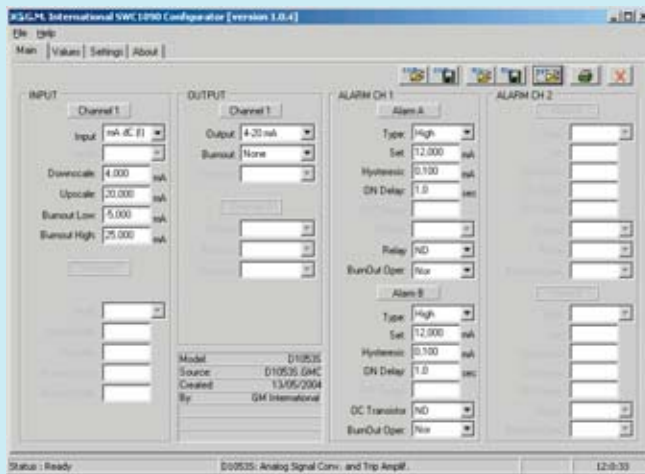 G.M. International SWC1090 Configurator [version 1.0.4]
File Help
Main Values Settings About
INPUT
Channel 1
Input mA dC (I)
Downscale: 4,000 mA
Upscale: 20,000 mA
Burnout Low: -5,000 mA
Burnout High: 25,000 mA
OUTPUT
Channel 1
Output: 4-20 mA
Burnout: None
Model: D1053S
Source: D1053S.GMC
Created: 13/05/2004
By: GM International
ALARM CH 1
Alarm A
Type: High
Set: 12,000 mA
Hysteresis: 0,100 mA
ON Delay: 1,0 sec
Relay ND
BurnOut Oper: Nor
Alarm B
Type: High
Set: 12,000 mA
Hysteresis: 0,100 mA
ON Delay: 1,0 sec
OC Transistor ND
BurnOut Oper: Nor
ALARM CH 2
Status : Ready
D1053S: Analog Signal Conv. and Trip Amplif.
12:0:33